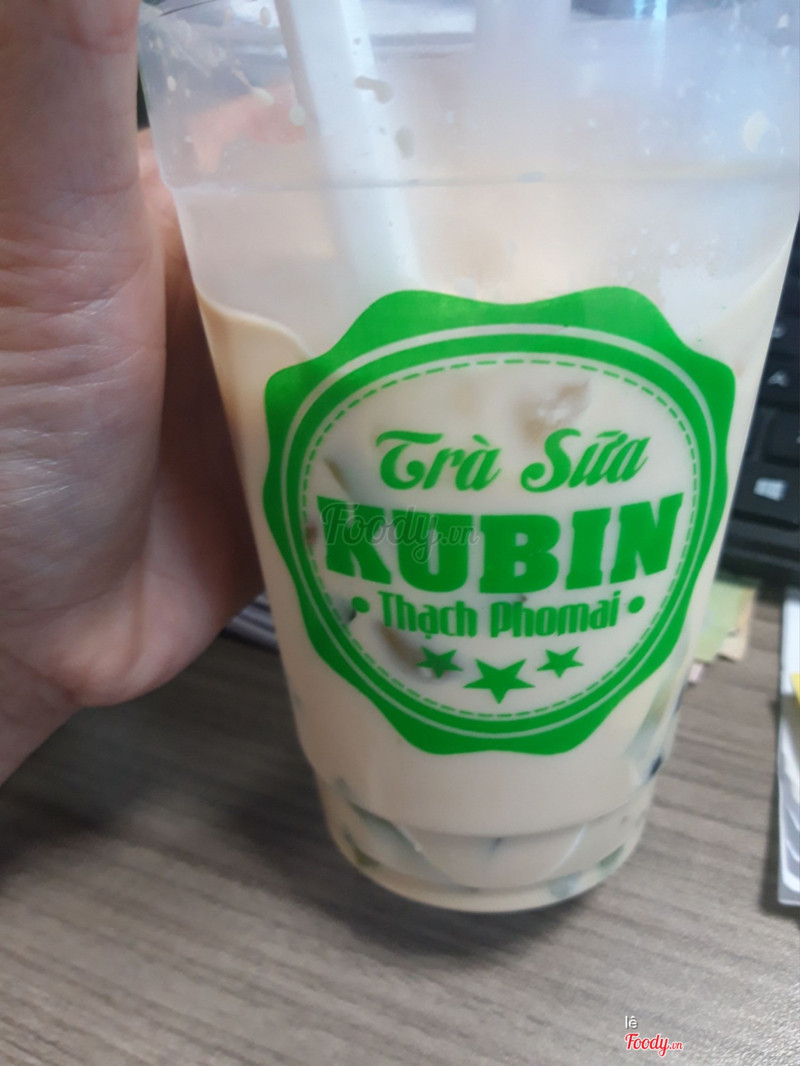 Trà Sữa
KUBIN
Foody.vn
• Thạch Phomai •
lê
Foody.vn